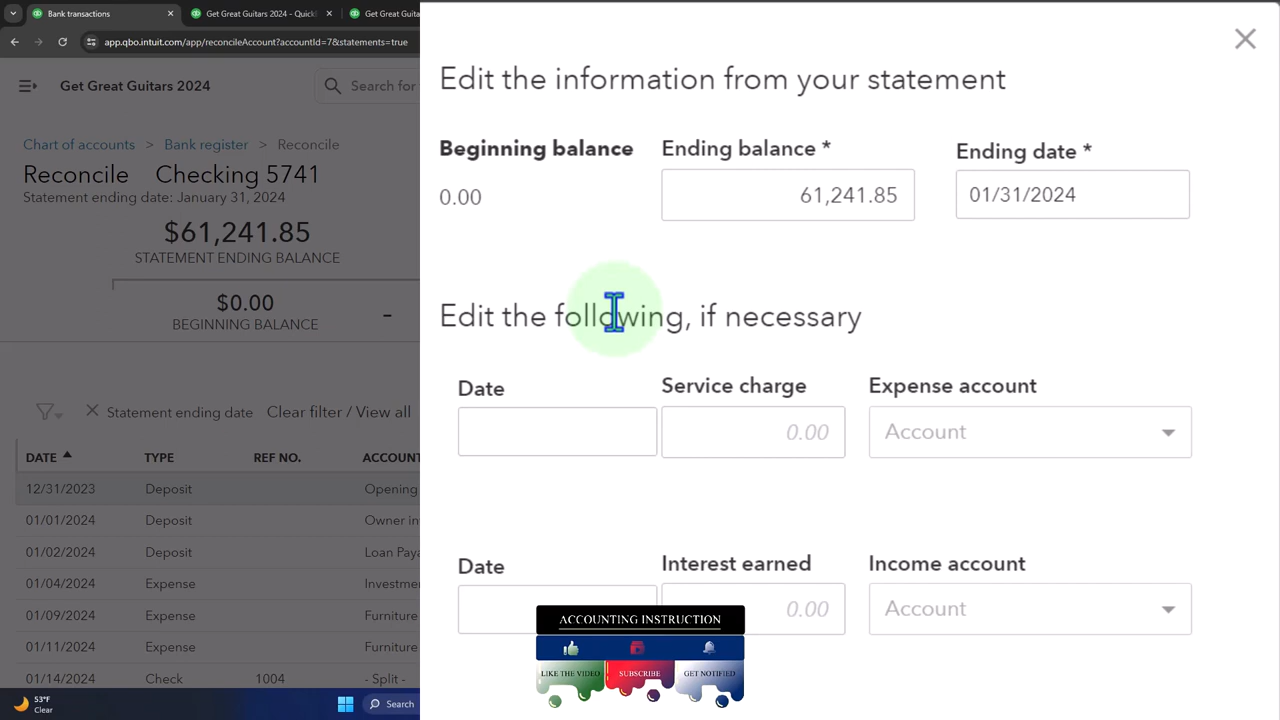 Bank transactions
Get Great Guitars 2024 - Quick
Get Great Guita
app.qbo.intuit.com/app/reconcileAccount?accountId=7&statements=true
Get Great Guitars 2024
Search for
Chart of accounts > Bank register > Reconcile
Reconcile Checking 5741
Statement ending date: January 31, 2024
$61,241.85
STATEMENT ENDING BALANCE
$0.00
BEGINNING BALANCE
-
Statement ending date Clear filter / View all
DATE TYPE REF NO. ACCOUNT
12/31/2023 Deposit Opening
01/01/2024 Deposit Owner in
01/02/2024 Deposit Loan Paya
01/04/2024 Expense Investmen
01/09/2024 Expense Furniture
01/11/2024 Expense Furniture
01/14/2024 Check 1004 - Split -
53°F
Clear
Search
Edit the information from your statement
Beginning balance Ending balance * Ending date *
0.00 61,241.85 01/31/2024
Edit the following, if necessary
Date Service charge Expense account
0.00 Account
Date Interest earned Income account
0.00 Account
ACCOUNTING INSTRUCTION
LIKE THE VIDEO SUBSCRIBE GET NOTIFIED